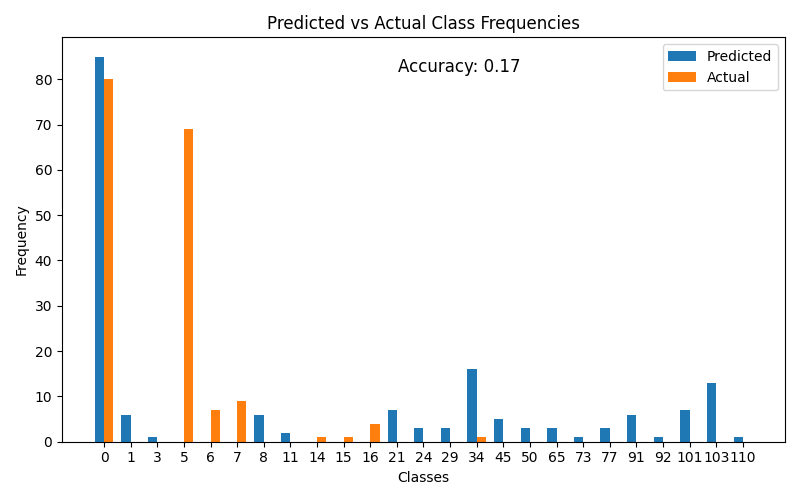 Predicted vs Actual Class Frequencies
Accuracy: 0.17
Predicted
Actual
80
70
60
50
40
30
20
10
0
Frequency
0 1 3 5 6 7 8 11 14 15 16 21 24 29 34 45 50 65 73 77 91 92 101 103 110
Classes